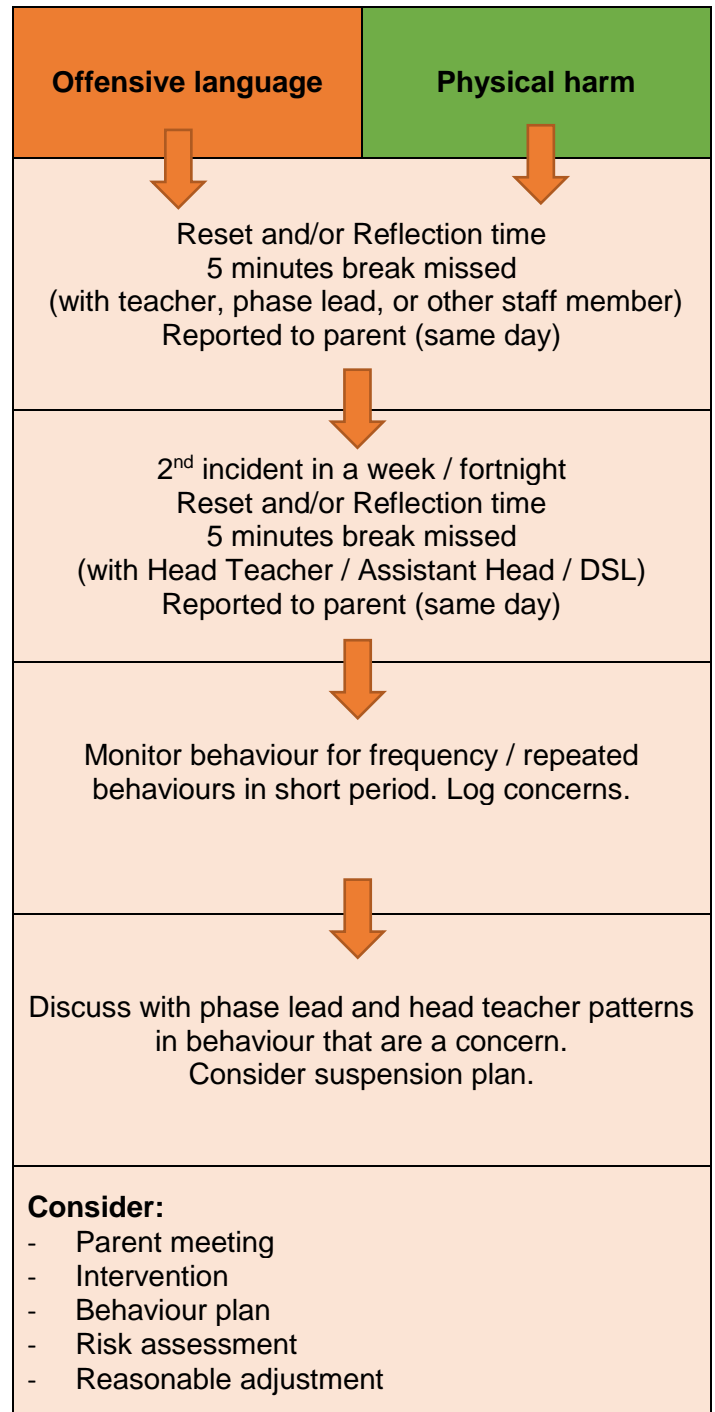 Offensive language
Physical harm
Reset and/or Reflection time
5 minutes break missed
(with teacher, phase lead, or other staff member)
Reported to parent (same day)
2nd incident in a week / fortnight
Reset and/or Reflection time
5 minutes break missed
(with Head Teacher / Assistant Head / DSL)
Reported to parent (same day)
Monitor behaviour for frequency / repeated
behaviours in short period. Log concerns.
Discuss with phase lead and head teacher patterns
in behaviour that are a concern.
Consider suspension plan.
Consider:
- Parent meeting
- Intervention
- Behaviour plan
- Risk assessment
- Reasonable adjustment